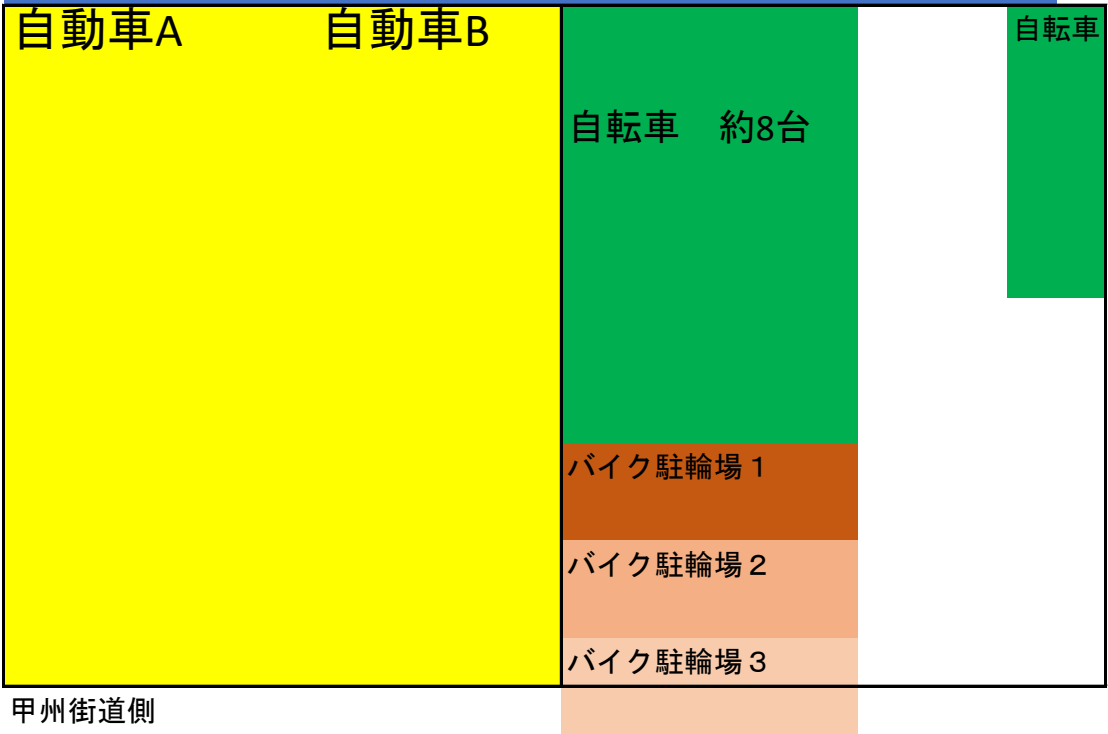 自動車A
自動車B
自転車
自転車　約8台
バイク駐輪場１
バイク駐輪場２
バイク駐輪場３
甲州街道側